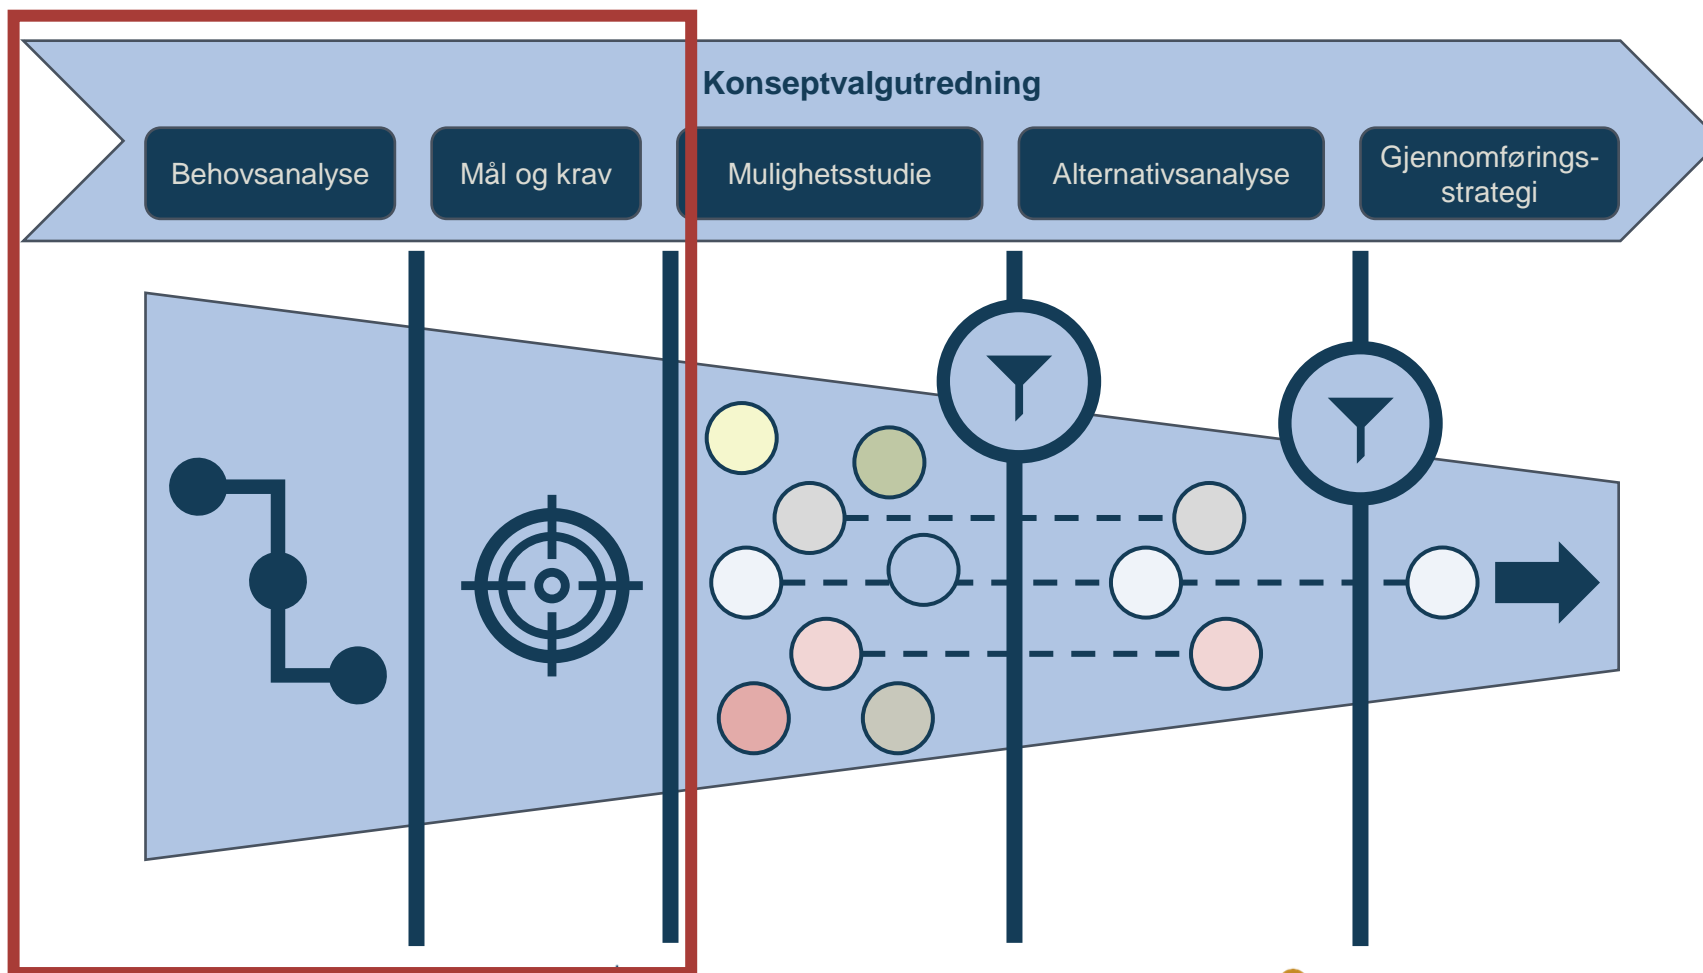 Konseptvalgutredning
Behovsanalyse
Mål og krav
Mulighetsstudie
Alternativsanalyse
Gjennomførings-
strategi